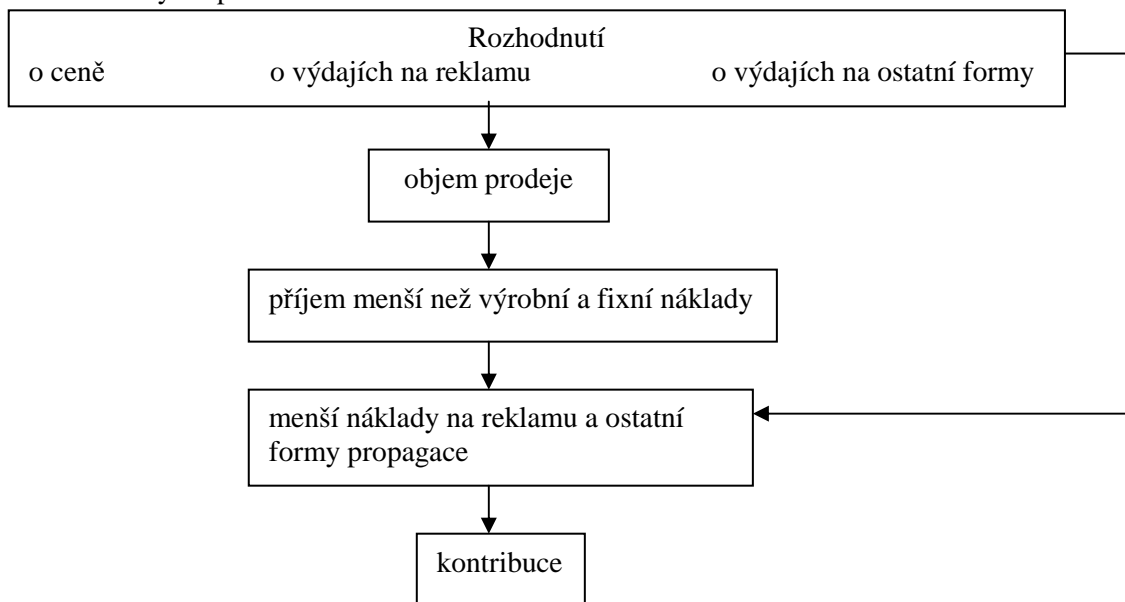 Rozhodnutí
o ceně o výdajích na reklamu o výdajích na ostatní formy
objem prodeje
příjem menší než výrobní a fixní náklady
menší náklady na reklamu a ostatní
formy propagace
kontribuce